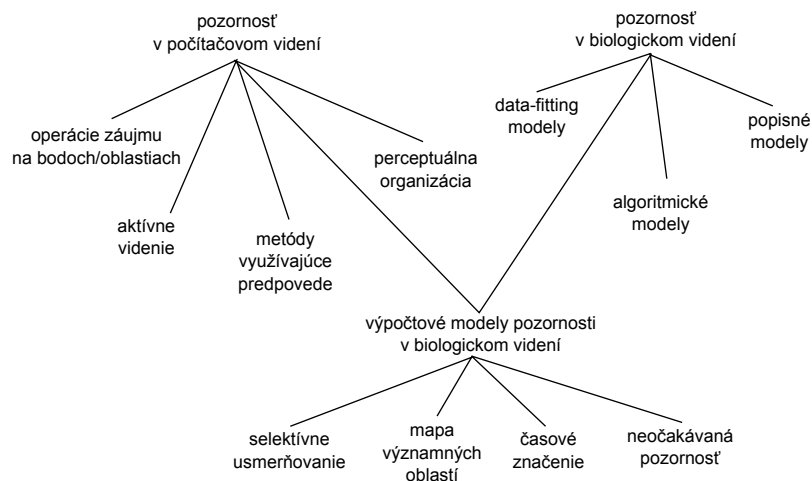 pozornosť
v počítačovom videní
pozornosť
v biologickom videní
operácie záujmu
na bodoch/oblastiach
aktívne
videnie
metódy
využívajúce
predpovede
perceptuálna
organizácia
data-fitting
modely
algoritmické
modely
popisné
modely
výpočtové modely pozornosti
v biologickom videní
selektívne
usmerňovanie
mapa
významných
oblastí
časové
značenie
neočakávaná
pozornosť